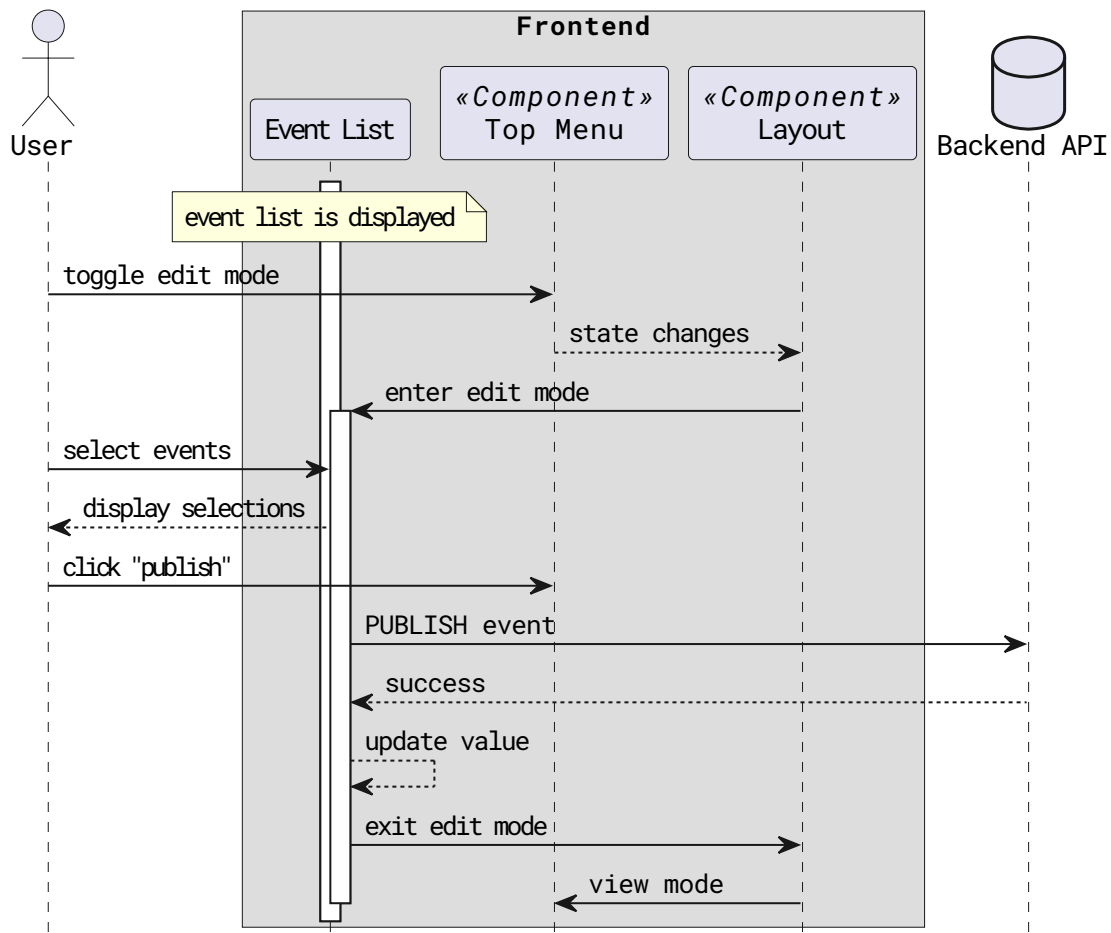 Frontend
User
Event List
«Component»
Top Menu
«Component»
Layout
Backend API
event list is displayed
toggle edit mode
state changes
enter edit mode
select events
display selections
click "publish"
PUBLISH event
success
update value
exit edit mode
view mode